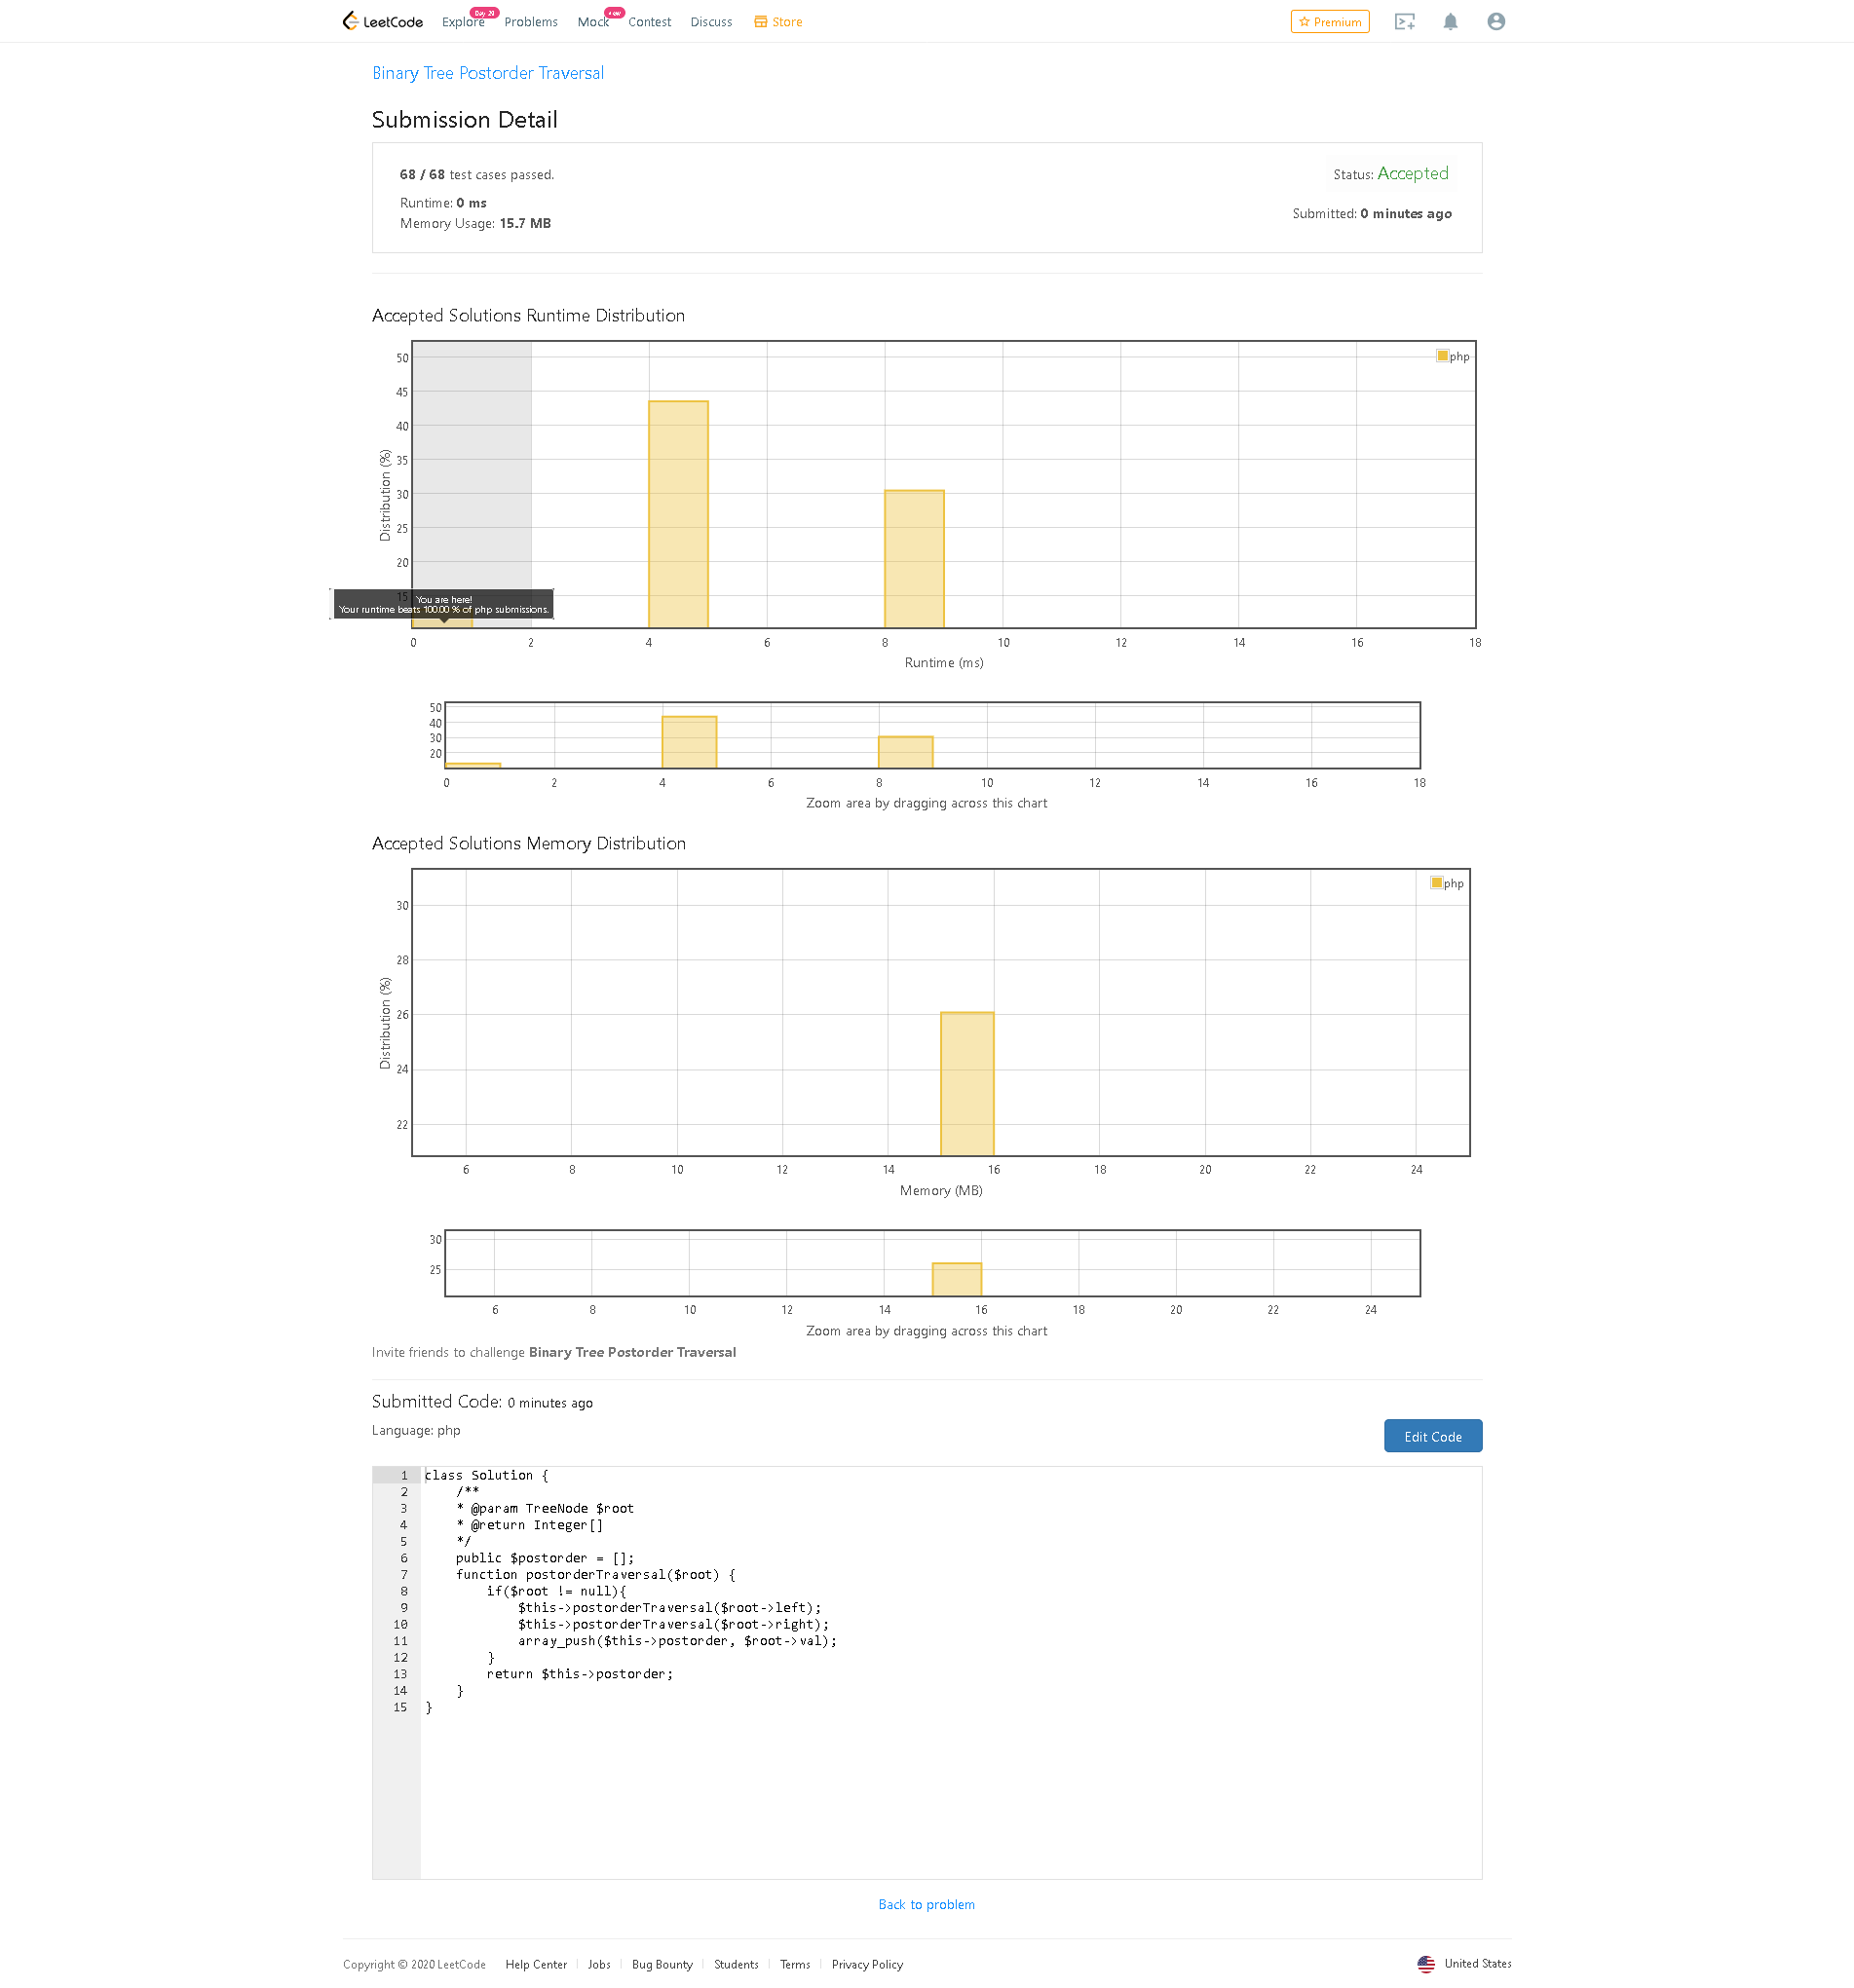 LeetCode Explore Day 29 Problems Mock New Contest Discuss Store Premium
Binary Tree Postorder Traversal
Submission Detail
68 / 68 test cases passed.
Status: Accepted
Runtime: 0 ms
Submitted: 0 minutes ago
Memory Usage: 15.7 MB
Accepted Solutions Runtime Distribution
php
50
45
40
35
30
25
20
15
Distribution (%)
You are here!
Your runtime beats 100.00 % of php submissions.
0 2 4 6 8 10 12 14 16 18
Runtime (ms)
50
40
30
20
0 2 4 6 8 10 12 14 16 18
Zoom area by dragging across this chart
Accepted Solutions Memory Distribution
php
30
28
26
24
22
Distribution (%)
6 8 10 12 14 16 18 20 22 24
Memory (MB)
30
25
6 8 10 12 14 16 18 20 22 24
Zoom area by dragging across this chart
Invite friends to challenge Binary Tree Postorder Traversal
Submitted Code: 0 minutes ago
Language: php
Edit Code
1 class Solution {
2     /**
3     * @param TreeNode $root
4     * @return Integer[]
5     */
6     public $postorder = [];
7     function postorderTraversal($root) {
8         if($root != null){
9             $this->postorderTraversal($root->left);
10             $this->postorderTraversal($root->right);
11             array_push($this->postorder, $root->val);
12         }
13         return $this->postorder;
14     }
15 }
Back to problem
Copyright © 2020 LeetCode Help Center | Jobs | Bug Bounty | Students | Terms | Privacy Policy United States